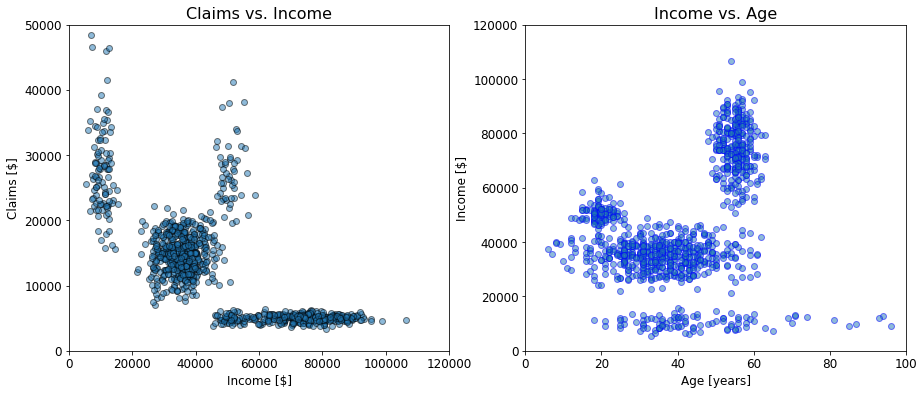 Claims vs. Income
Claims [$]
50000
40000
30000
20000
10000
0
0 20000 40000 60000 80000 100000 120000
Income [$]
Income vs. Age
Income [$]
120000
100000
80000
60000
40000
20000
0
0 20 40 60 80 100
Age [years]